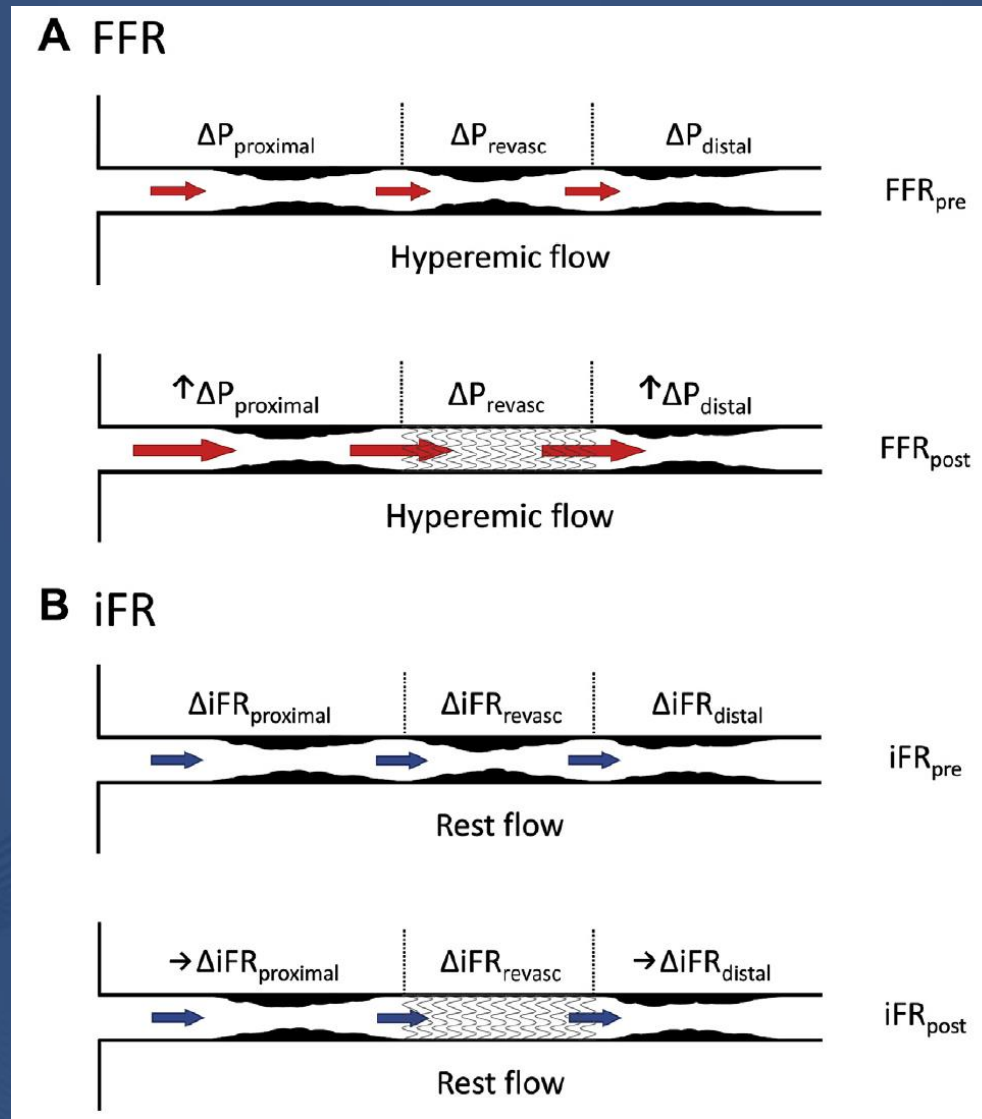 A FFR
ΔPproximal ΔPrevasc ΔPdistal
FFRpre
Hyperemic flow
↑ΔPproximal ΔPrevasc ↑ΔPdistal
FFRpost
Hyperemic flow
B iFR
ΔiFRproximal ΔiFRrevasc ΔiFRdistal
iFRpre
Rest flow
→ΔiFRproximal ΔiFRrevasc →ΔiFRdistal
iFRpost
Rest flow